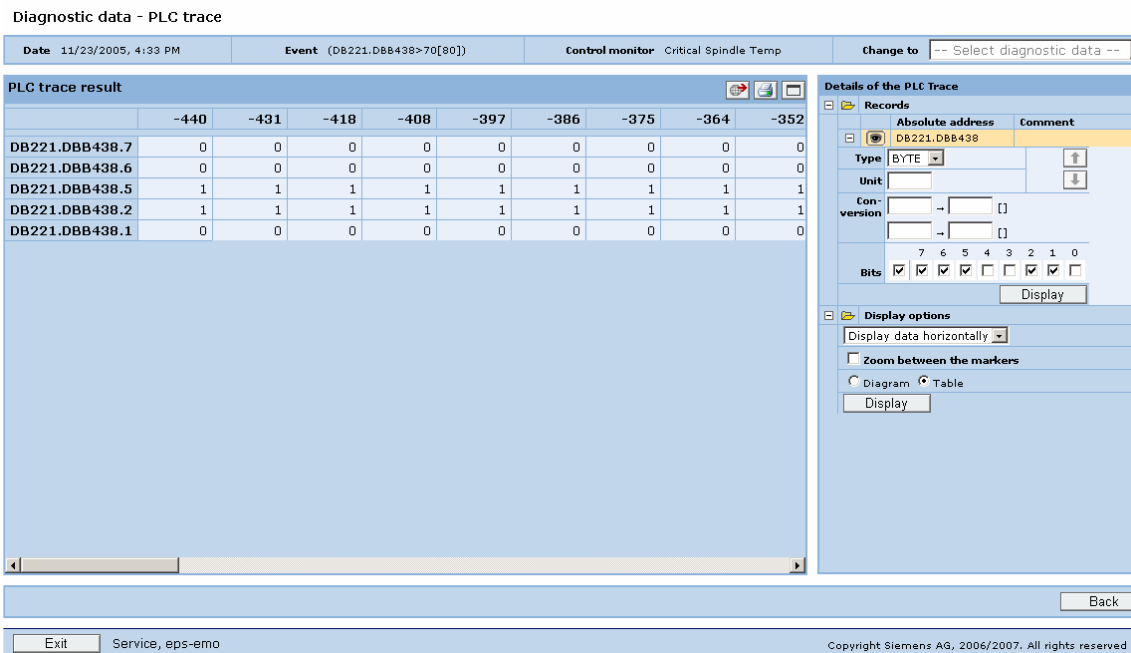 Diagnostic data - PLC trace
Date 11/23/2005, 4:33 PM Event (DB221.DBB438>70[80]) Control monitor Critical Spindle Temp Change to -- Select diagnostic data --
PLC trace result
-440 -431 -418 -408 -397 -386 -375 -364 -352
DB221.DBB438.7 0 0 0 0 0 0 0 0 0
DB221.DBB438.6 0 0 0 0 0 0 0 0 0
DB221.DBB438.5 1 1 1 1 1 1 1 1 1
DB221.DBB438.2 1 1 1 1 1 1 1 1 1
DB221.DBB438.1 0 0 0 0 0 0 0 0 0
Details of the PLC Trace
Records
Absolute address Comment
DB221.DBB438
Type BYTE
Unit
Con-
version → []
→ []
7 6 5 4 3 2 1 0
Bits
Display
Display options
Display data horizontally
Zoom between the markers
Diagram Table
Display
Back
Exit Service, eps-emo Copyright Siemens AG, 2006/2007. All rights reserved